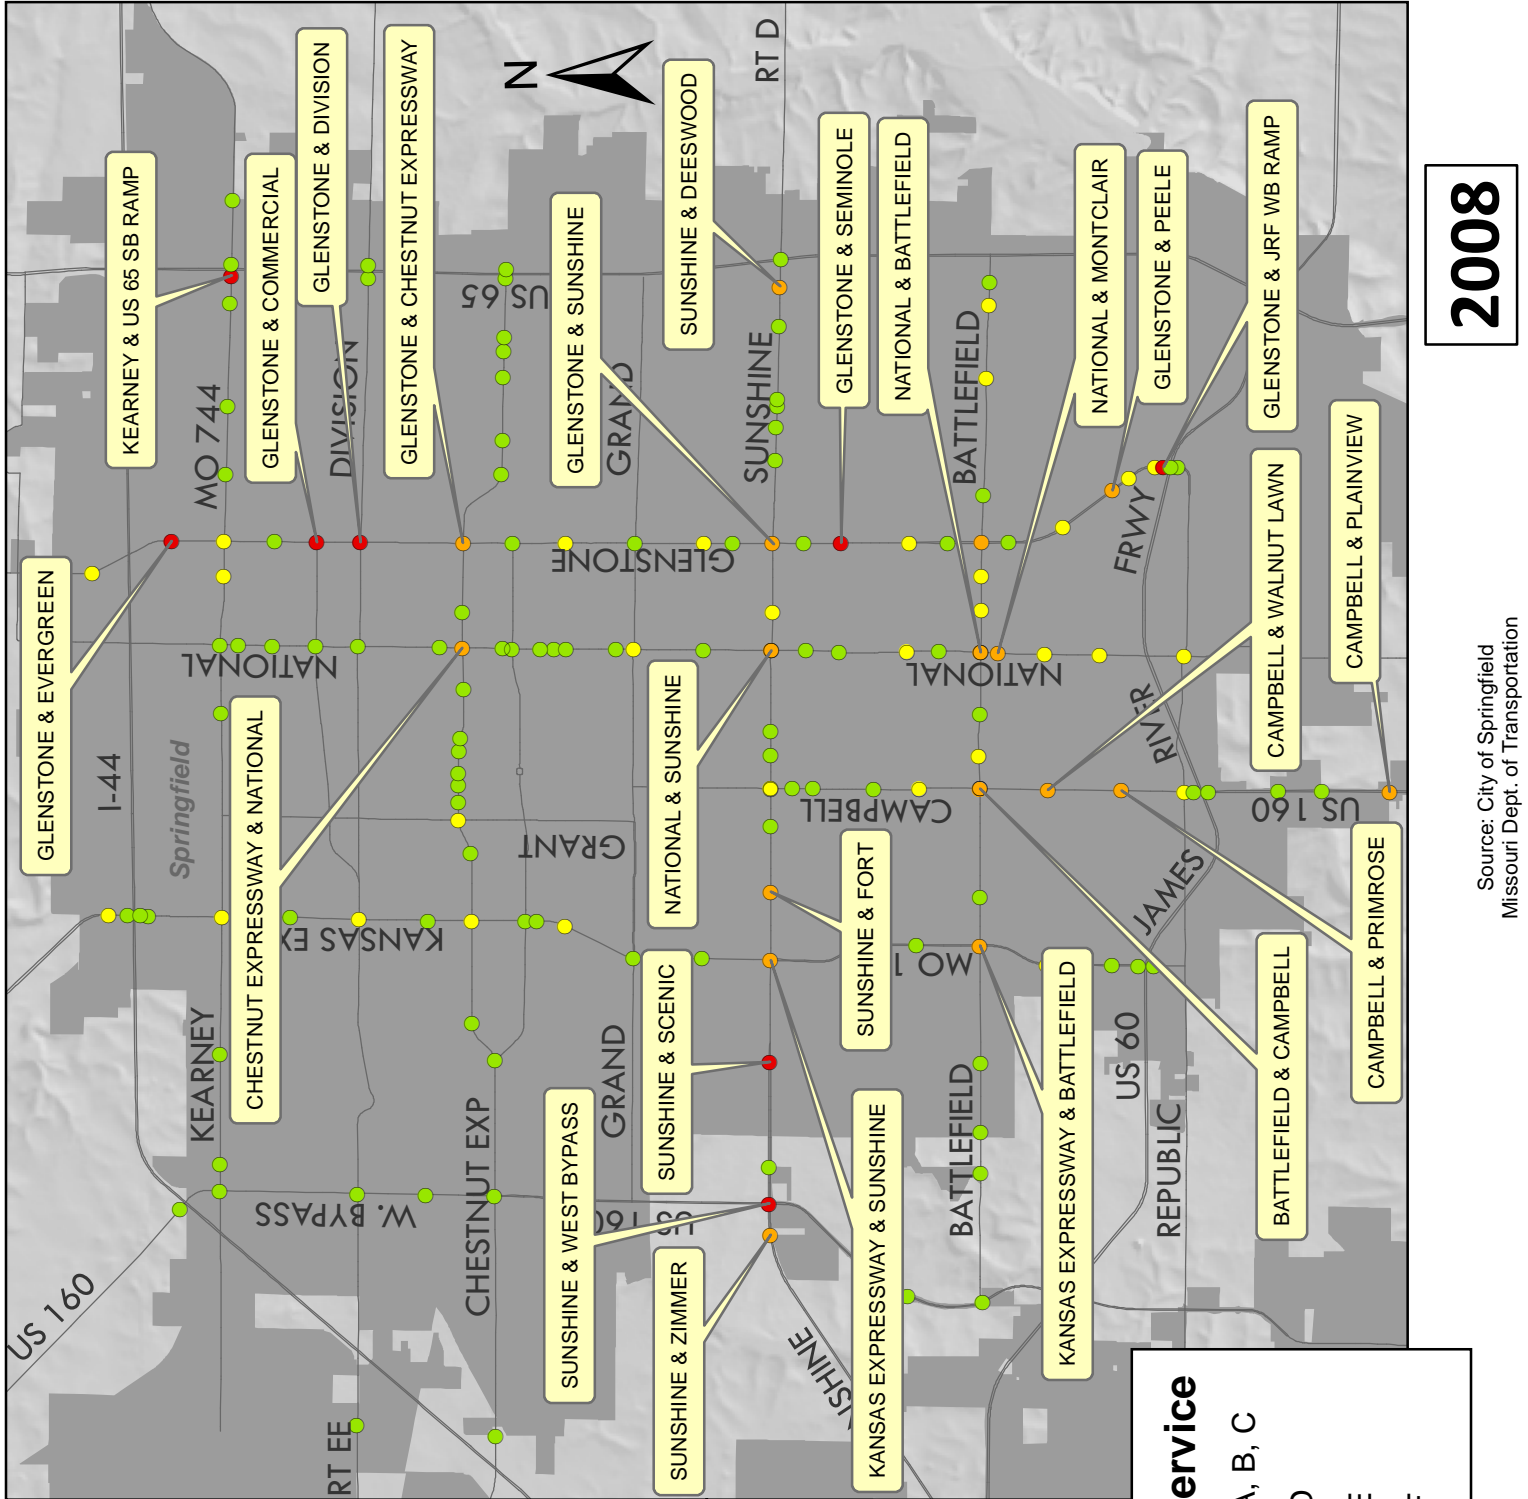 KEARNEY & US 65 SB RAMP
GLENSTONE & COMMERCIAL
GLENSTONE & DIVISION
GLENSTONE & CHESTNUT EXPRESSWAY
N
GLENSTONE & SUNSHINE
SUNSHINE & DEESWOOD
RT D
GLENSTONE & SEMINOLE
NATIONAL & BATTLEFIELD
NATIONAL & MONTCLAIR
GLENSTONE & PEELE
GLENSTONE & JRF WB RAMP
MO 744
DIVISION
US 65
GRAND
SUNSHINE
BATTLEFIELD
FRWY
GLENSTONE
GLENSTONE & EVERGREEN
NATIONAL
NATIONAL
CAMPBELL & WALNUT LAWN
CAMPBELL & PLAINVIEW
I-44
Springfield
CHESTNUT EXPRESSWAY & NATIONAL
NATIONAL & SUNSHINE
RIVER
GRANT
CAMPBELL
US 160
SUNSHINE & FORT
JAMES
CAMPBELL & PRIMROSE
KANSAS EX
MO 1
KEARNEY
GRAND
SUNSHINE & SCENIC
SUNSHINE & WEST BYPASS
KANSAS EXPRESSWAY & SUNSHINE
KANSAS EXPRESSWAY & BATTLEFIELD
BATTLEFIELD & CAMPBELL
US 60
W. BYPASS
CHESTNUT EXP
US 160
SUNSHINE & ZIMMER
BATTLEFIELD
REPUBLIC
US 160
RT EE
2008
Source: City of Springfield
Missouri Dept. of Transportation
A, B, C